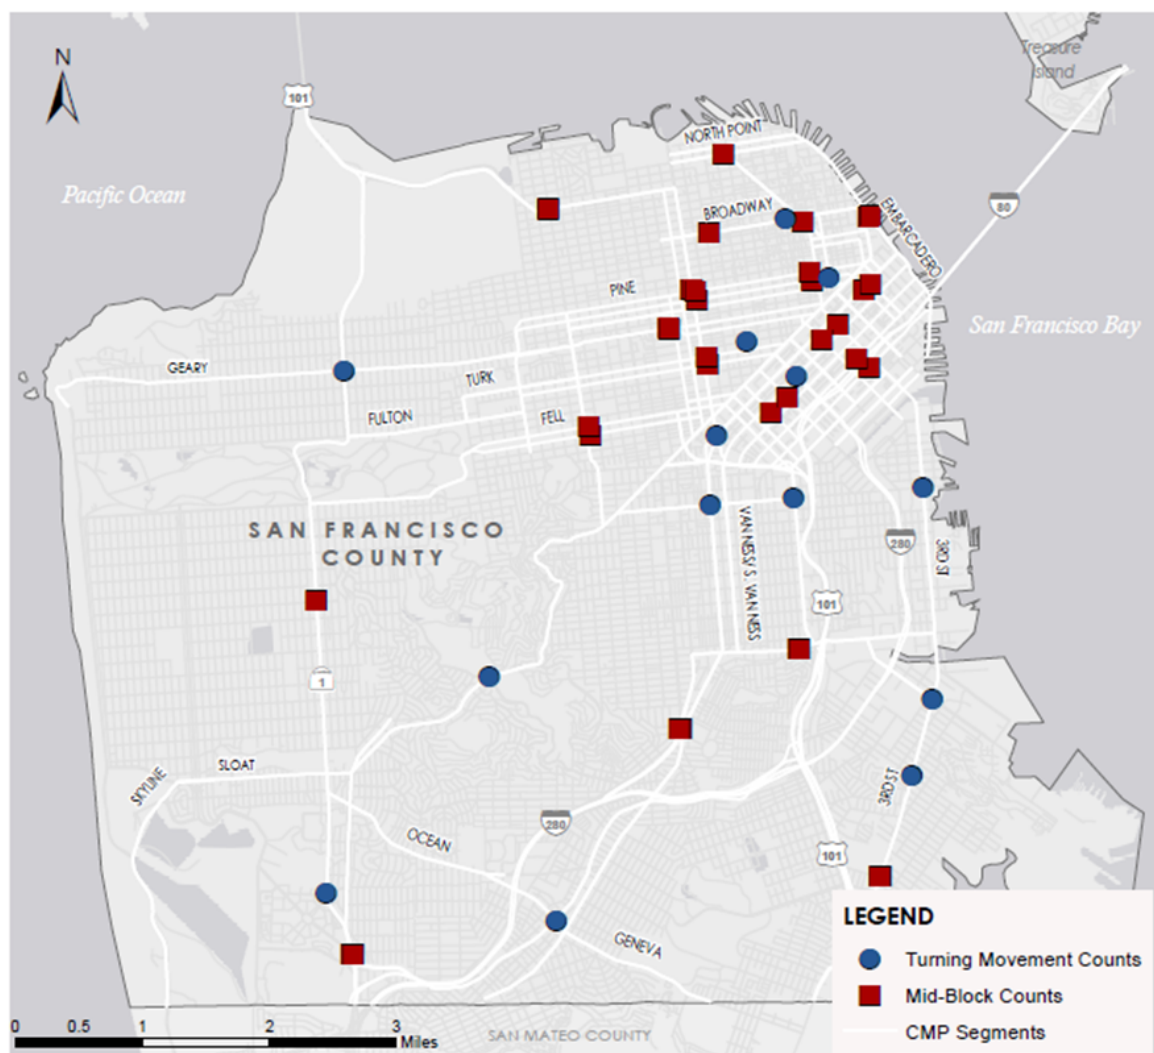 N
Treasure
Island
101
NORTH POINT
Pacific Ocean
BROADWAY
EMBARCADERO
80
PINE
San Francisco Bay
GEARY
TURK
FULTON
FELL
SAN FRANCISCO
COUNTY
VAN NESS/ S. VAN NESS
280
3RD ST
101
1
SLOAT
SKYLINE
3RD ST
280
OCEAN
101
GENEVA
LEGEND
Turning Movement Counts
Mid-Block Counts
CMP Segments
0 0.5 1 2 3
Miles
SAN MATEO COUNTY